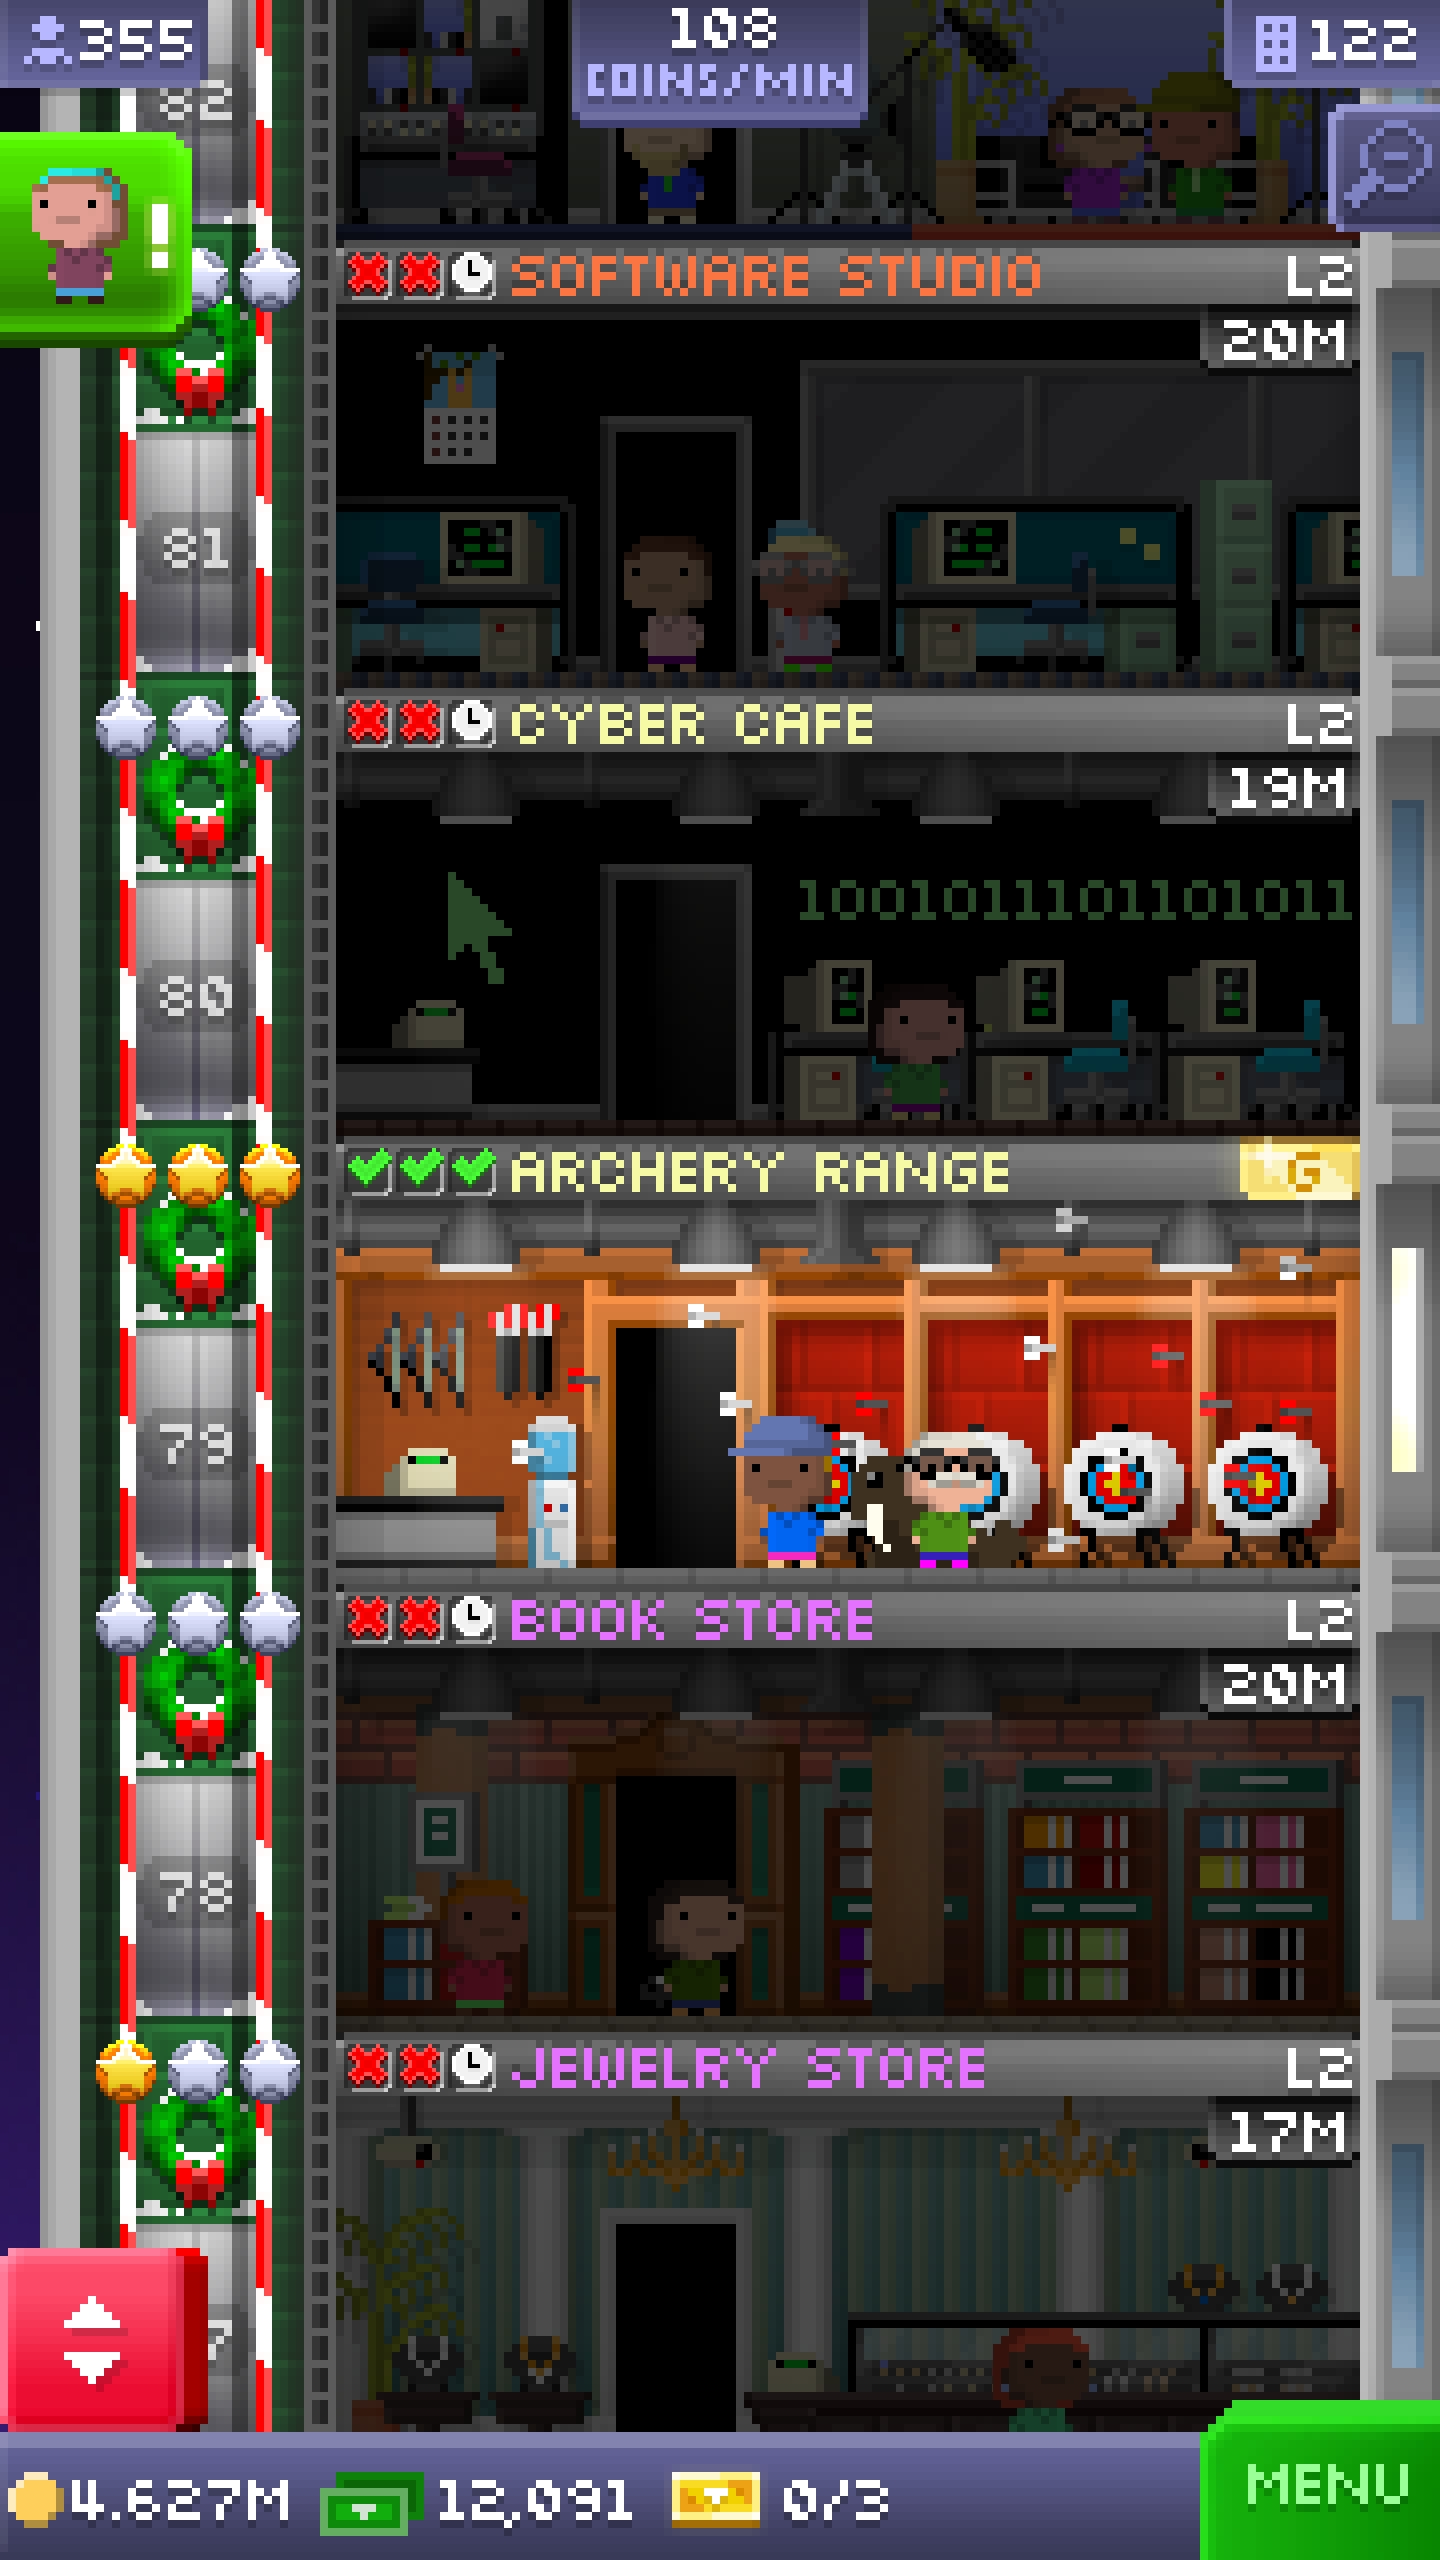 355
108
COINS/MIN
122
82
SOFTWARE STUDIO L2
20M
81
CYBER CAFE L2
19M
1001011101101011
80
ARCHERY RANGE G
79
BOOK STORE L2
20M
78
JEWELRY STORE L2
17M
7
4.627M 12,091 0/3
MENU